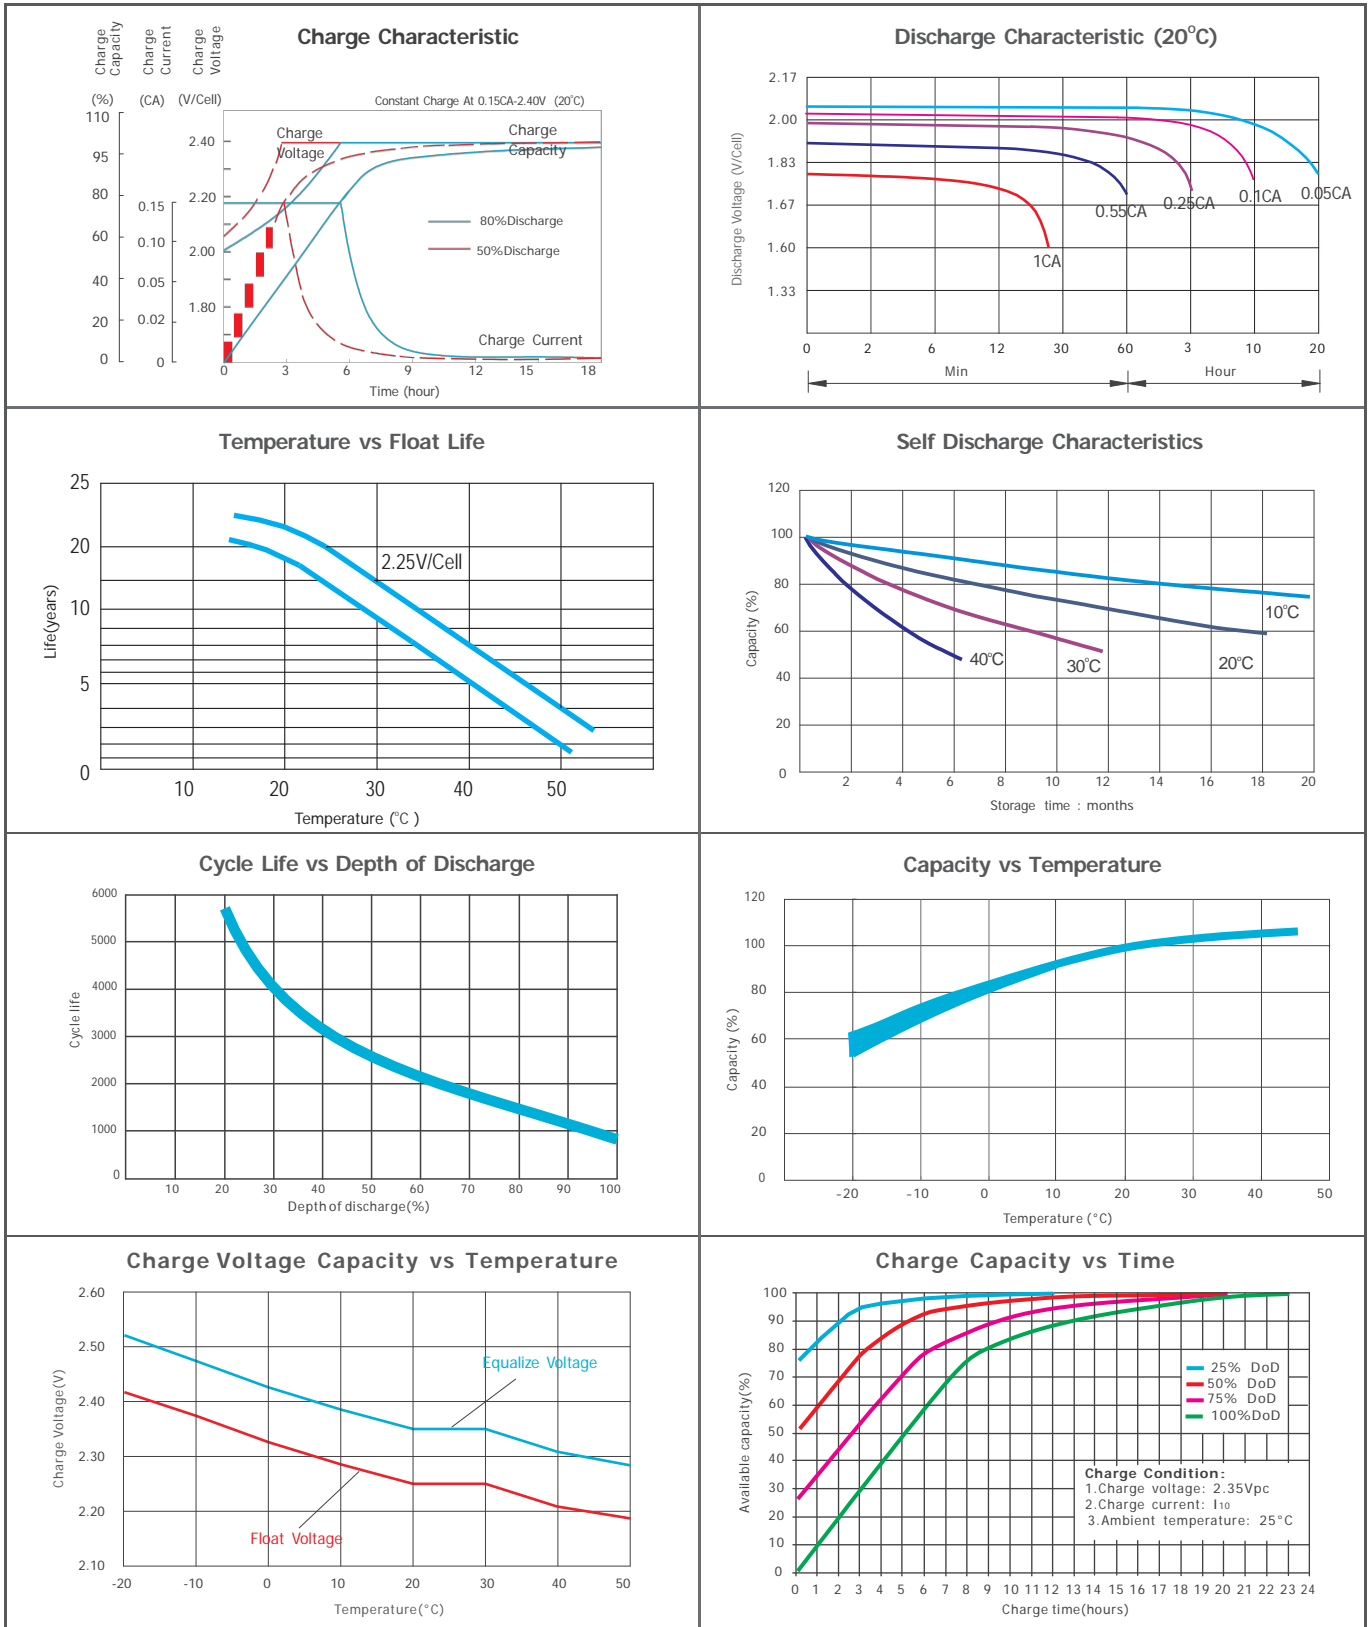 Charge Characteristic
Charge Capacity
Charge Current
Charge Voltage
(%) (CA) (V/Cell)
Constant Charge At 0.15CA-2.40V (20°C)
110
95
80
60
40
20
0
0.15
0.10
0.05
0.02
0
2.40
2.20
2.00
1.80
Charge
Voltage
Charge
Capacity
80%Discharge
50%Discharge
Charge Current
0 3 6 9 12 15 18
Time (hour)
Discharge Characteristic (20°C)
Discharge Voltage (V/Cell)
2.17
2.00
1.83
1.67
1.60
1.33
1CA
0.55CA
0.25CA
0.1CA
0.05CA
0 2 6 12 30 60 3 10 20
Min Hour
Temperature vs Float Life
Life(years)
25
20
10
5
0
2.25V/Cell
10 20 30 40 50
Temperature (°C )
Self Discharge Characteristics
Capacity (%)
120
100
80
60
40
20
0
10°C
20°C
30°C
40°C
2 4 6 8 10 12 14 16 18 20
Storage time : months
Cycle Life vs Depth of Discharge
Cycle life
6000
5000
4000
3000
2000
1000
0
10 20 30 40 50 60 70 80 90 100
Depth of discharge(%)
Capacity vs Temperature
Capacity (%)
120
100
80
60
40
20
0
-20 -10 0 10 20 30 40 50
Temperature (°C)
Charge Voltage Capacity vs Temperature
Charge Voltage(V)
2.60
2.50
2.40
2.30
2.20
2.10
Equalize Voltage
Float Voltage
-20 -10 0 10 20 30 40 50
Temperature(°C)
Charge Capacity vs Time
Available capacity(%)
100
90
80
70
60
50
40
30
20
10
0
25% DoD
50% DoD
75% DoD
100%DoD
Charge Condition:
1.Charge voltage: 2.35Vpc
2.Charge current: I10
3.Ambient temperature: 25°C
0 1 2 3 4 5 6 7 8 9 10 11 12 13 14 15 16 17 18 19 20 21 22 23 24
Charge time(hours)